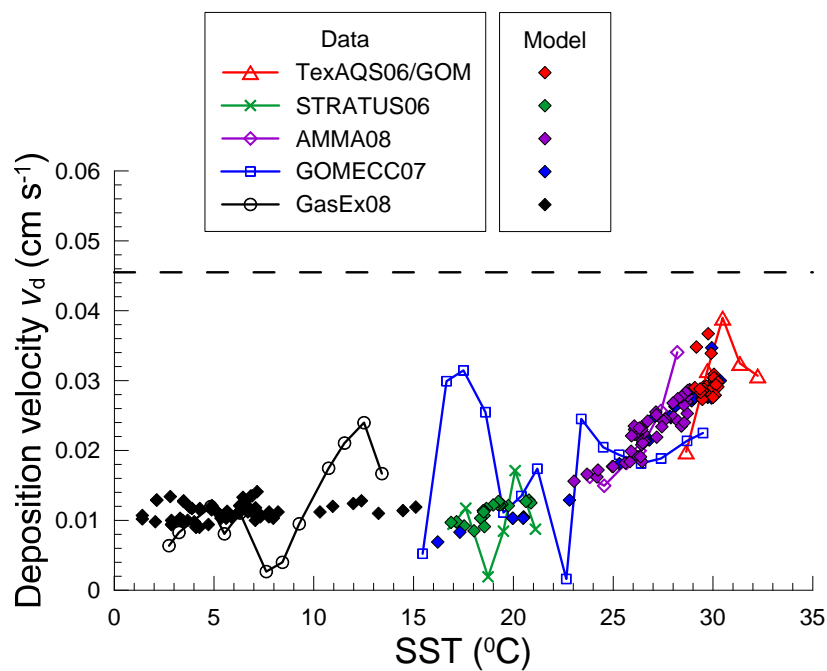 Data Model
TexAQS06/GOM
STRATUS06
AMMA08
GOMECC07
GasEx08
0.06
0.05
0.04
0.03
0.02
0.01
0
Deposition velocity vd (cm s-1)
0 5 10 15 20 25 30 35
SST (⁰C)